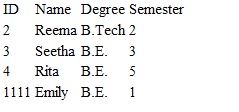 ID Name Degree Semester
2 Reema B.Tech 2
3 Seetha B.E. 3
4 Rita B.E. 5
1111 Emily B.E. 1